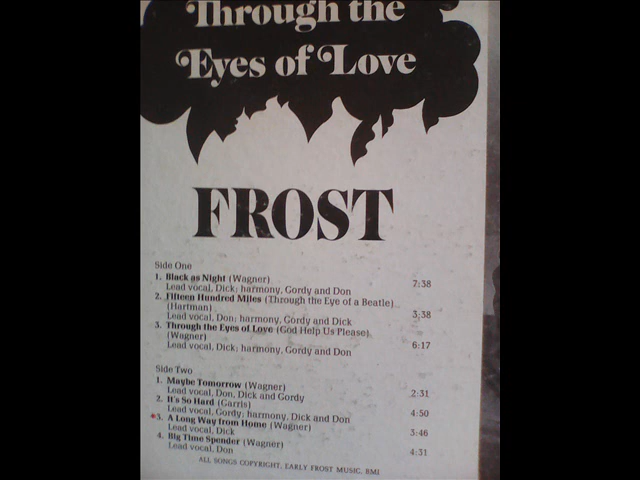 Through the
Eyes of Love
FROST
Side One
1. Black as Night (Wagner) 7:38
Lead vocal, Dick; harmony, Gordy and Don
2. Fifteen Hundred Miles (Through the Eye of a Beatle)
(Hartman) 3:38
Lead vocal, Don; harmony, Gordy and Dick
3. Through the Eyes of Love (God Help Us Please)
(Wagner) 6:17
Lead vocal, Dick; harmony, Gordy and Don
Side Two
1. Maybe Tomorrow (Wagner) 2:31
Lead vocal, Don, Dick and Gordy
2. It's So Hard (Garris) 4:50
Lead vocal, Gordy; harmony, Dick and Don
*3. A Long Way from Home (Wagner) 3:46
Lead vocal, Dick
4. Big Time Spender (Wagner) 4:31
Lead vocal, Don
ALL SONGS COPYRIGHT, EARLY FROST MUSIC, BMI